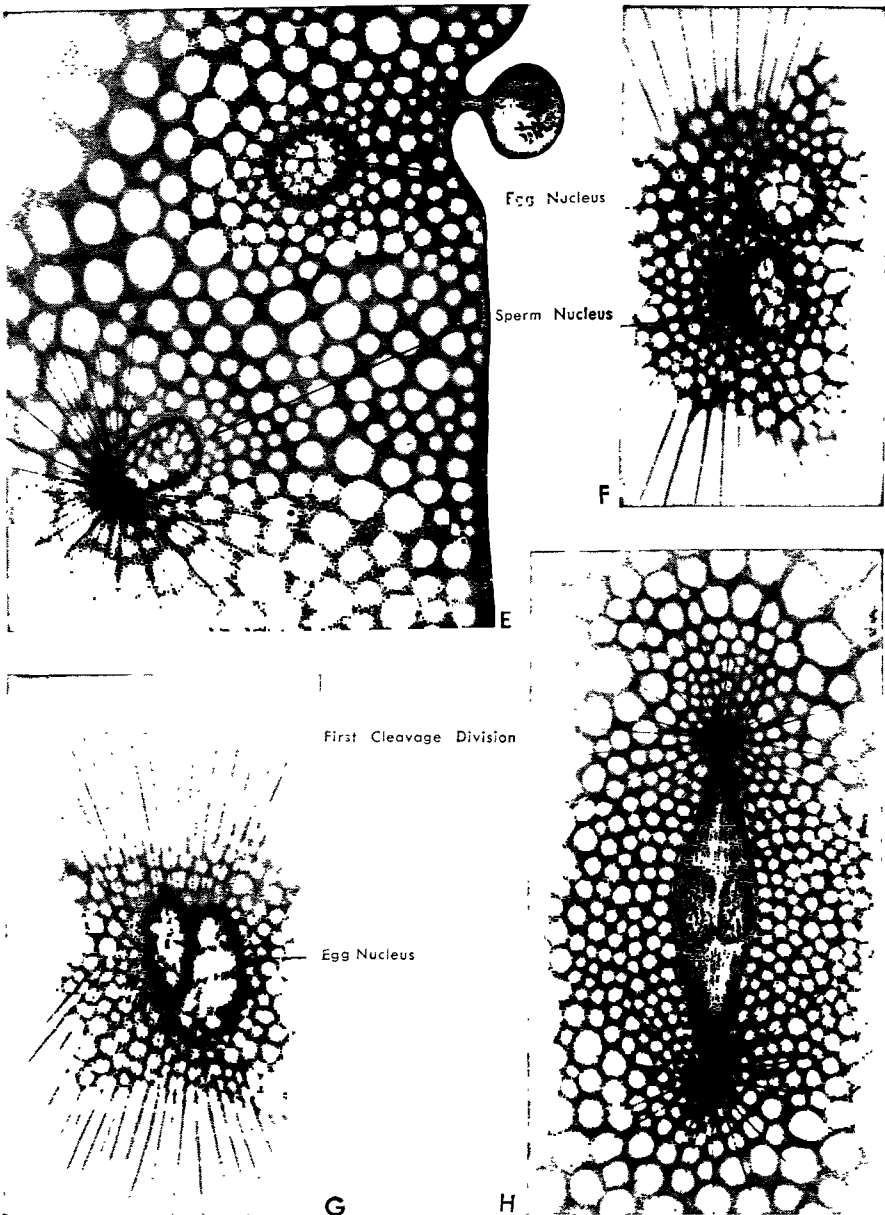 Egg Nucleus
Sperm Nucleus
F
E
First Cleavage Division
Egg Nucleus
G
H